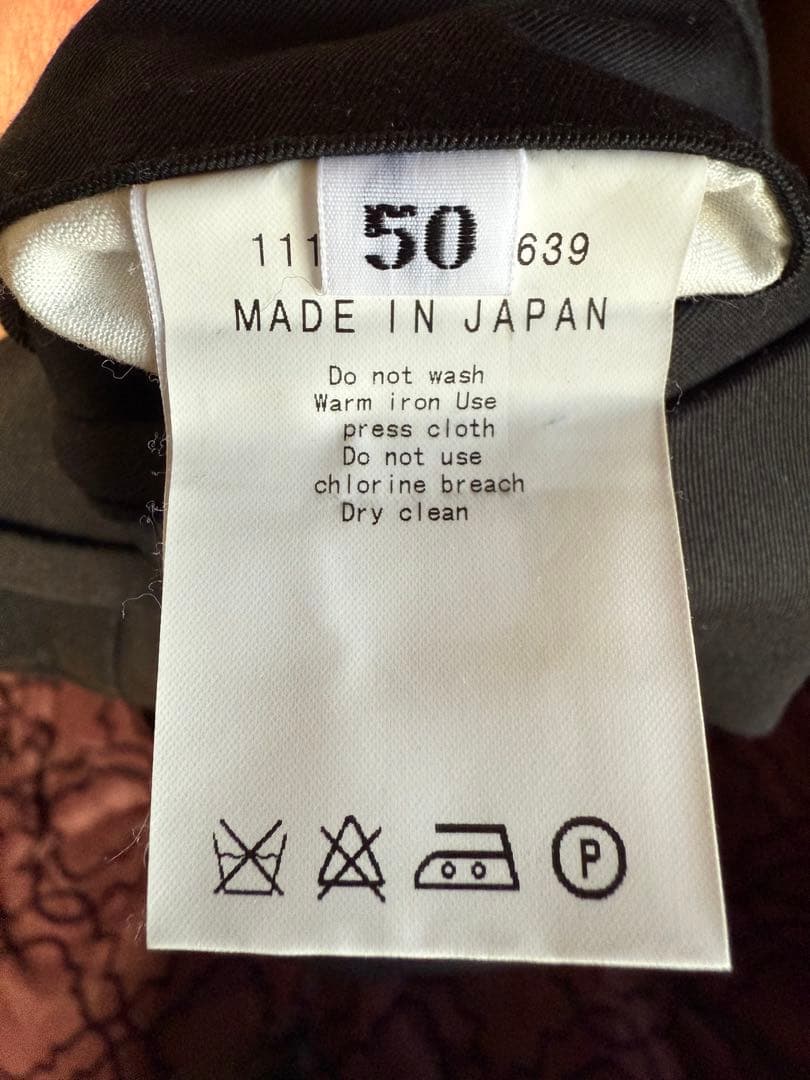 50
111 639
MADE IN JAPAN
Do not wash
Warm iron Use
press cloth
Do not use
chlorine breach
Dry clean
P